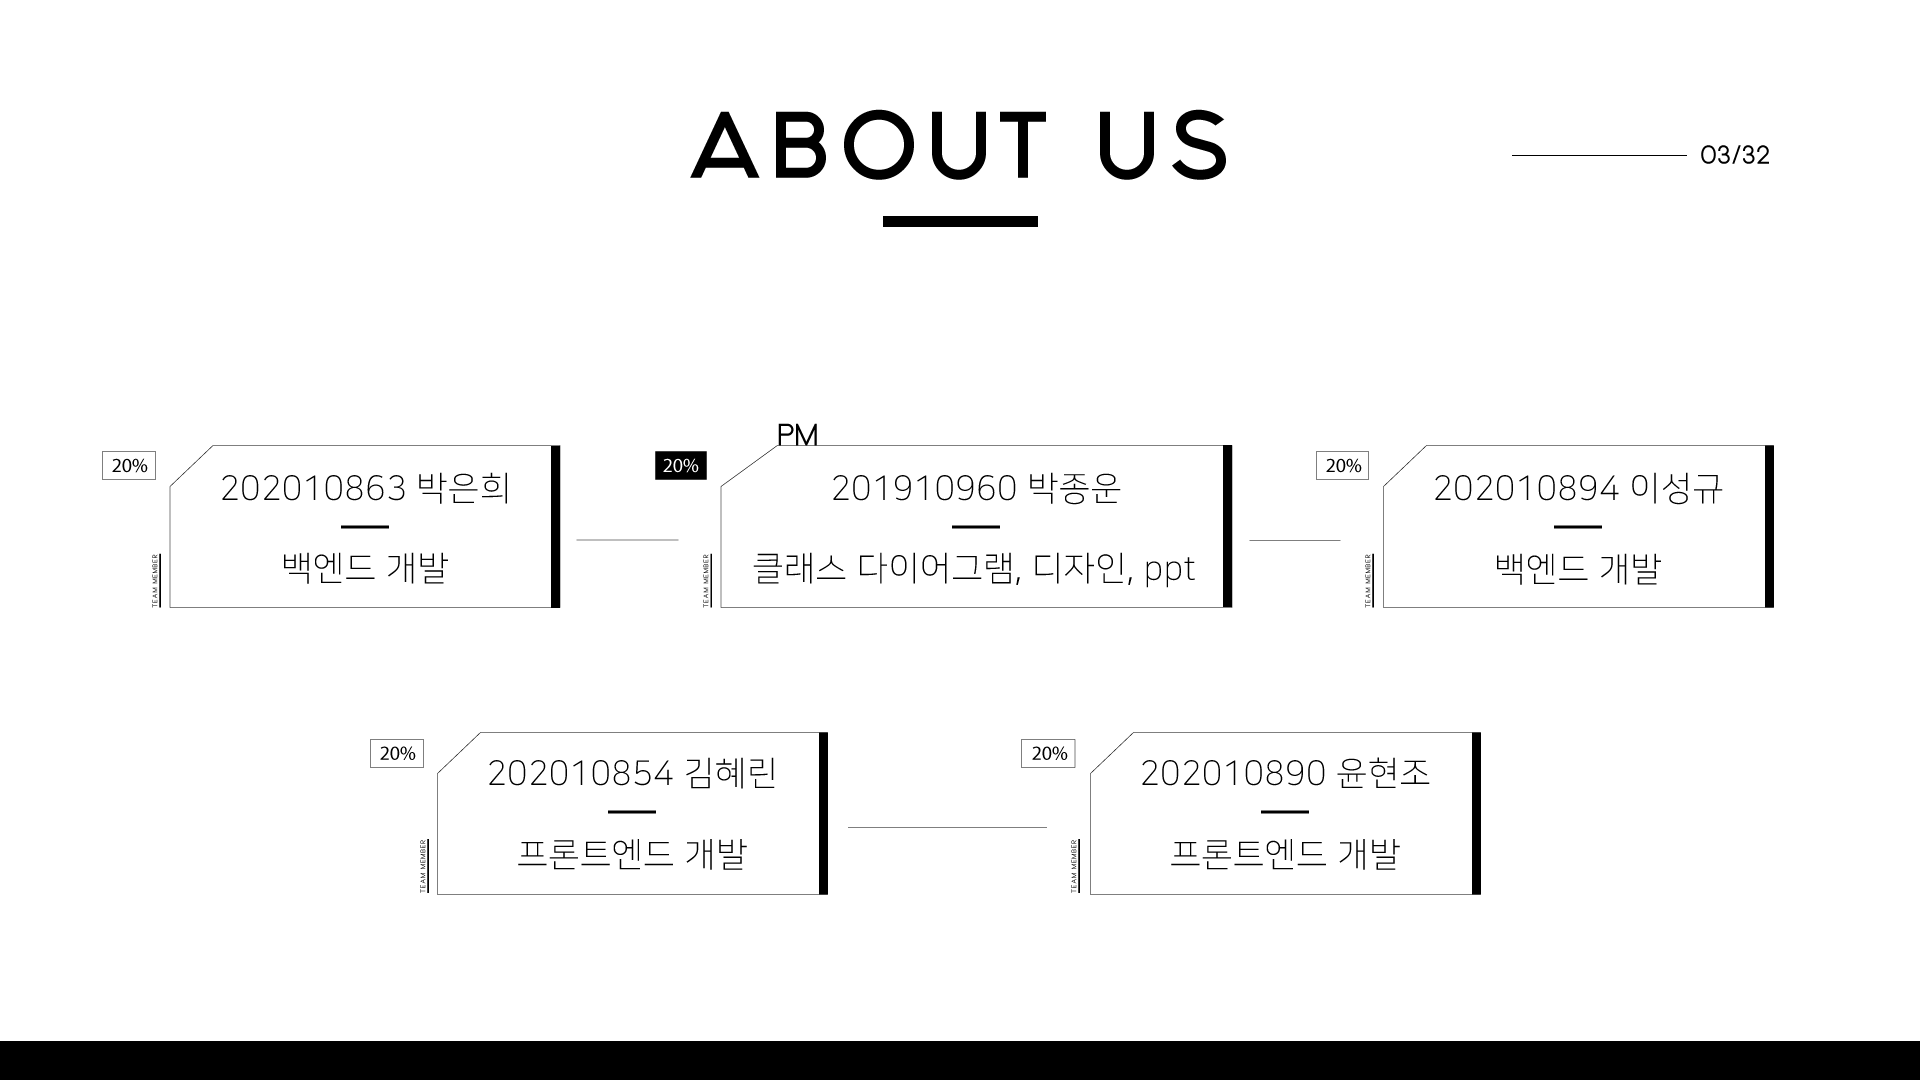 ABOUT US
03/32
20%
202010863 박은희
백엔드 개발
TEAM MEMBER
PM
20%
201910960 박종운
클래스 다이어그램, 디자인, ppt
TEAM MEMBER
20%
202010894 이성규
백엔드 개발
TEAM MEMBER
20%
202010854 김혜린
프론트엔드 개발
TEAM MEMBER
20%
202010890 윤현조
프론트엔드 개발
TEAM MEMBER